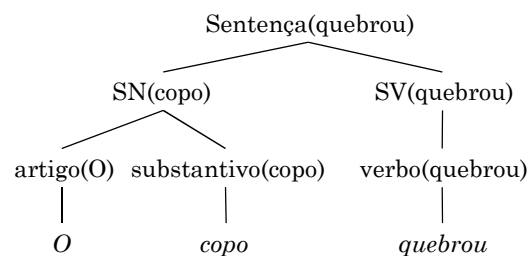 Sentença(quebrou)
SN(copo) SV(quebrou)
artigo(O) substantivo(copo) verbo(quebrou)
O copo quebrou